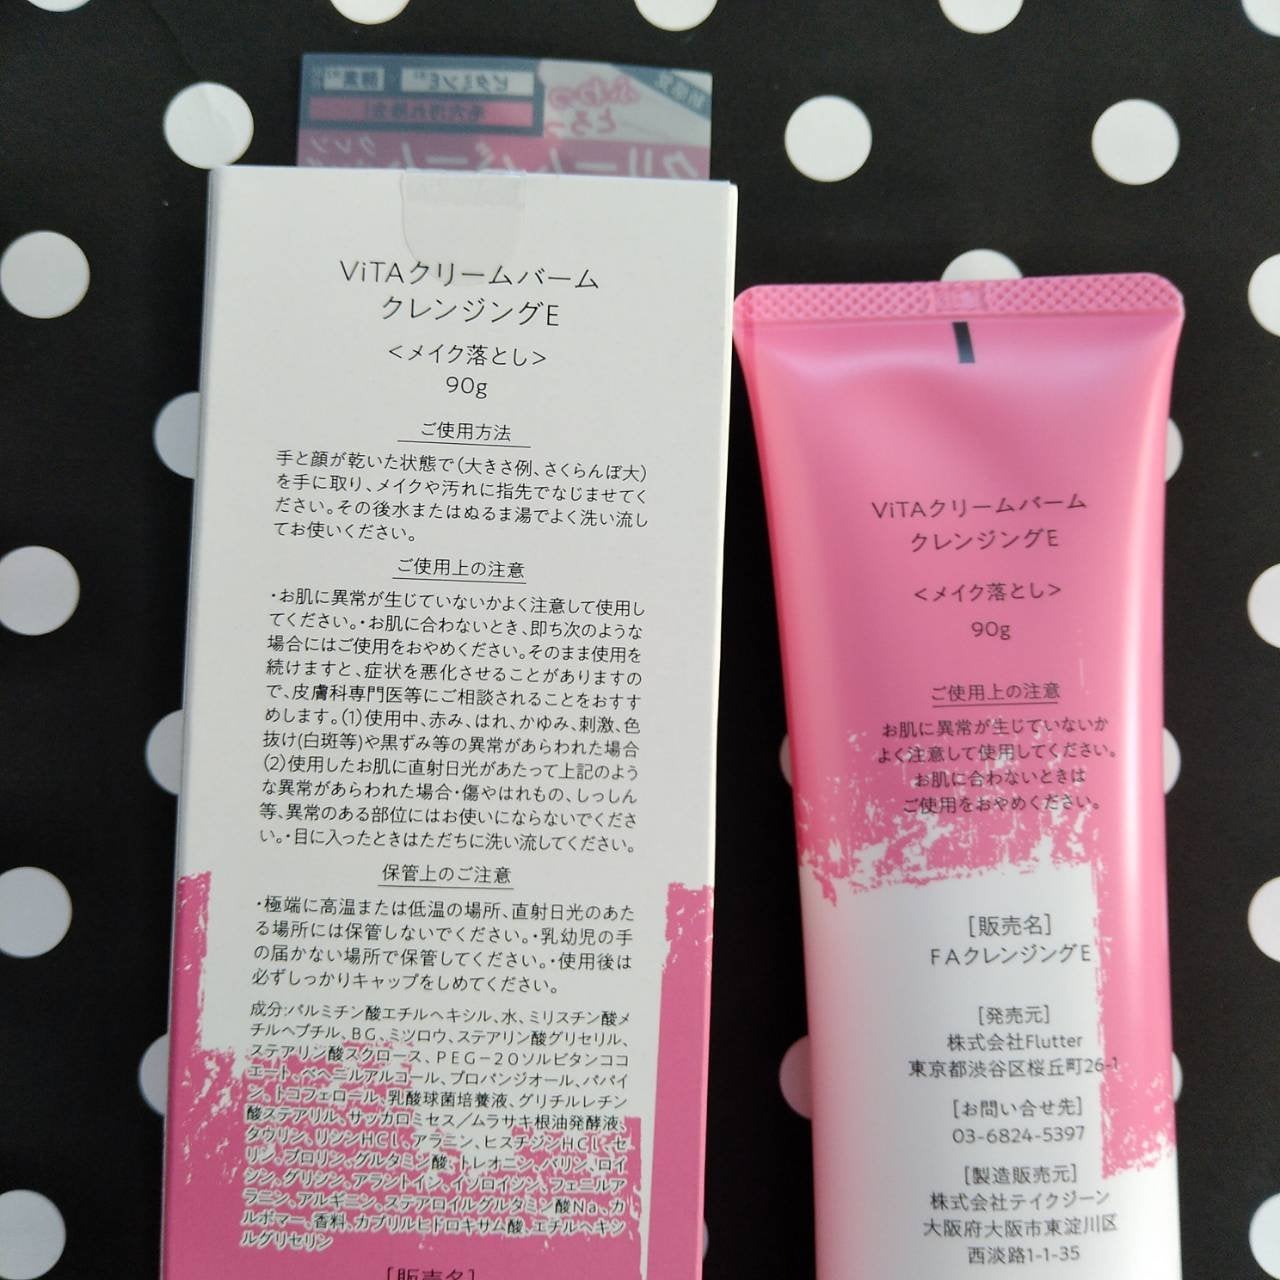 ViTAクリームバーム
クレンジングE
<メイク落とし>
90g
ご使用方法
手と顔が乾いた状態で(大きさ例、さくらんぼ大)
を手に取り、メイクや汚れに指先でなじませてく
ださい。その後水またはぬるま湯でよく洗い流し
てお使いください。
ご使用上の注意
・お肌に異常が生じていないかよく注意して使用し
てください。・お肌に合わないとき、即ち次のような
場合にはご使用をおやめください。そのまま使用を
続けますと、症状を悪化させることがありますの
で、皮膚科専門医等にご相談されることをおすす
めします。(1)使用中、赤み、はれ、かゆみ、刺激、色
抜け(白斑等)や黒ずみ等の異常があらわれた場合
(2)使用したお肌に直射日光があたって上記のよう
な異常があらわれた場合・傷やはれもの、しっしん
等、異常のある部位にはお使いにならないでくださ
い。・目に入ったときはただちに洗い流してください。
保管上のご注意
・極端に高温または低温の場所、直射日光のあた
る場所には保管しないでください。・乳幼児の手
の届かない場所で保管してください。・使用後は
必ずしっかりキャップをしめてください。
成分:パルミチン酸エチルヘキシル、水、ミリスチン酸メ
チルヘプチル、BG、ミツロウ、ステアリン酸グリセリル、
ステアリン酸スクロース、PEG-20ソルビタンココ
エート、ベヘニルアルコール、プロパンジオール、パパイ
ン、トコフェロール、乳酸球菌培養液、グリチルレチン
酸ステアリル、サッカロミセス/ムラサキ根油発酵液、
タウリン、リシンHCl、アラニン、ヒスチジンHCl、セ
リン、プロリン、グルタミン酸、トレオニン、バリン、ロイ
シン、グリシン、アラントイン、イソロイシン、フェニルア
ラニン、アルギニン、ステアロイルグルタミン酸Na、カ
ルボマー、香料、カプリルヒドロキサム酸、エチルヘキシ
ルグリセリン
[販売名]
ViTAクリームバーム
クレンジングE
<メイク落とし>
90g
ご使用上の注意
お肌に異常が生じていないか
よく注意して使用してください。
お肌に合わないときは
ご使用をおやめください。
[販売名]
FAクレンジングE
[発売元]
株式会社Flutter
東京都渋谷区桜丘町26-1
[お問い合せ先]
03-6824-5397
[製造販売元]
株式会社テイクジーン
大阪府大阪市東淀川区
西淡路1-1-35